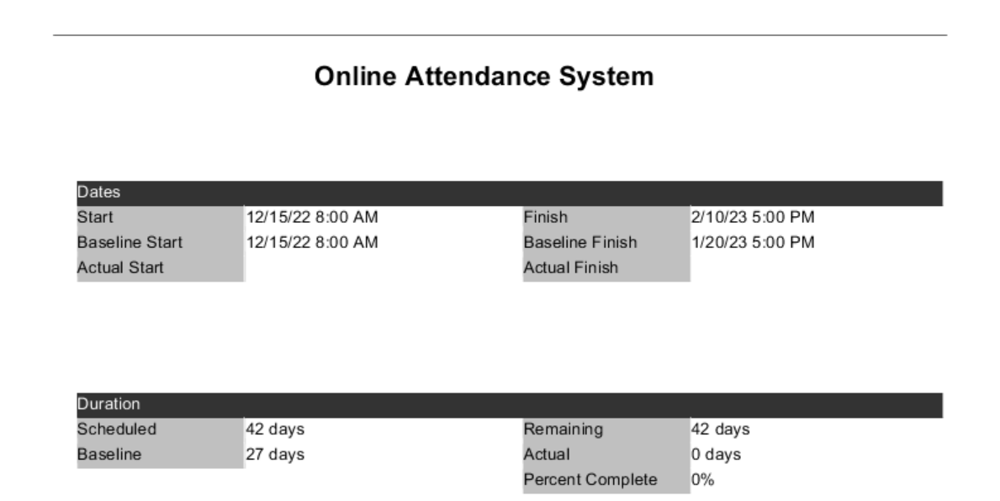 Online Attendance System
Dates
Start 12/15/22 8:00 AM Finish 2/10/23 5:00 PM
Baseline Start 12/15/22 8:00 AM Baseline Finish 1/20/23 5:00 PM
Actual Start Actual Finish
Duration
Scheduled 42 days Remaining 42 days
Baseline 27 days Actual 0 days
Percent Complete 0%